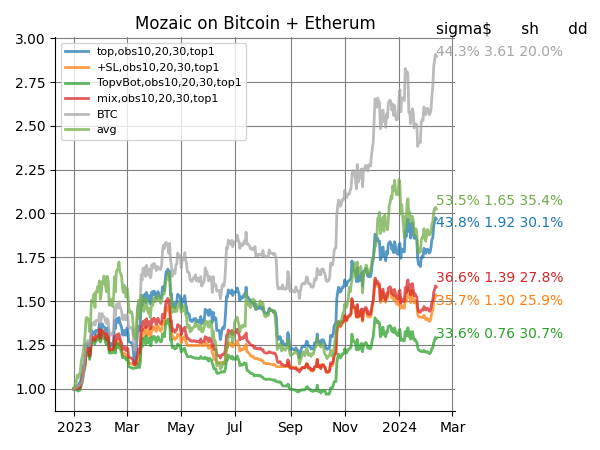 Mozaic on Bitcoin + Etherum
sigma$ sh dd
top,obs10,20,30,top1
+SL,obs10,20,30,top1
TopvBot,obs10,20,30,top1
mix,obs10,20,30,top1
BTC
avg
44.3% 3.61 20.0%
53.5% 1.65 35.4%
43.8% 1.92 30.1%
36.6% 1.39 27.8%
35.7% 1.30 25.9%
33.6% 0.76 30.7%
3.00
2.75
2.50
2.25
2.00
1.75
1.50
1.25
1.00
2023 Mar May Jul Sep Nov 2024 Mar